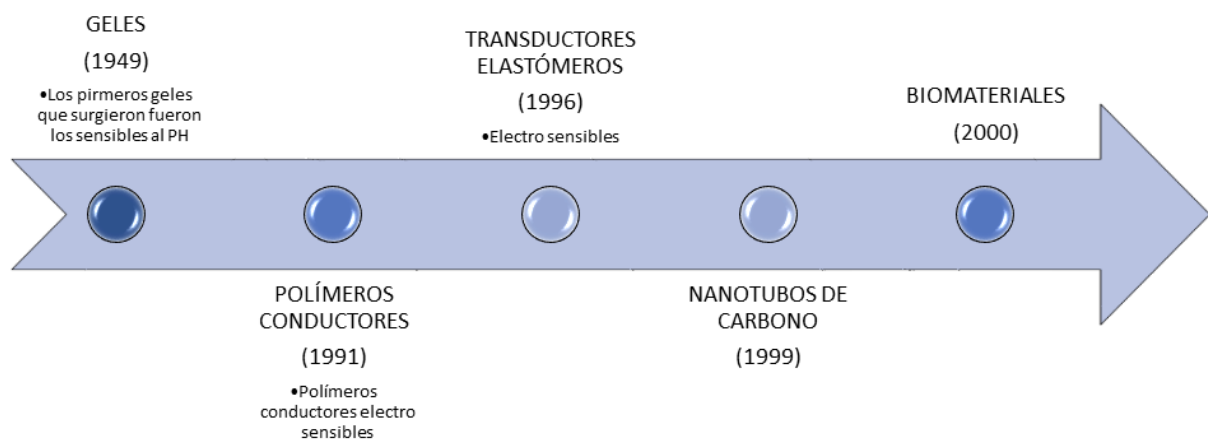 GELES
(1949)
•Los pirmeros geles
que surgieron fueron
los sensibles al PH
POLÍMEROS
CONDUCTORES
(1991)
•Polímeros
conductores electro
sensibles
TRANSDUCTORES
ELASTÓMEROS
(1996)
•Electro sensibles
NANOTUBOS DE
CARBONO
(1999)
BIOMATERIALES
(2000)